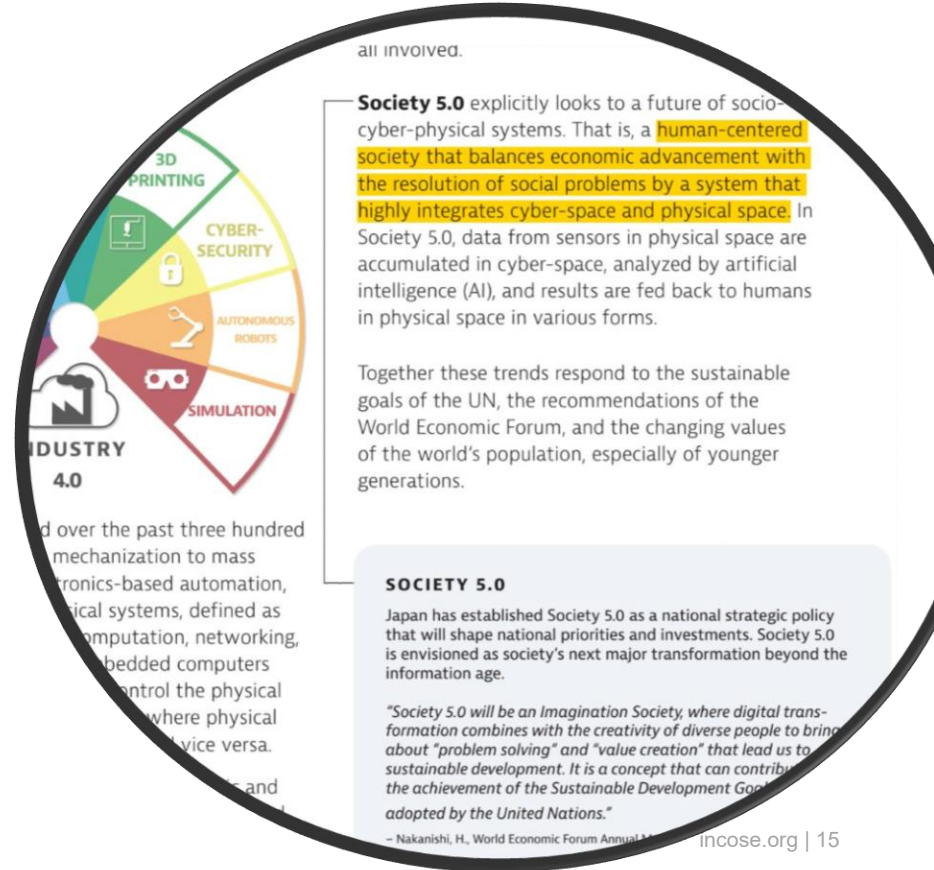 all involved.
Society 5.0 explicitly looks to a future of socio-
cyber-physical systems. That is, a human-centered
society that balances economic advancement with
the resolution of social problems by a system that
highly integrates cyber-space and physical space. In
Society 5.0, data from sensors in physical space are
accumulated in cyber-space, analyzed by artificial
intelligence (AI), and results are fed back to humans
in physical space in various forms.
Together these trends respond to the sustainable
goals of the UN, the recommendations of the
World Economic Forum, and the changing values
of the world's population, especially of younger
generations.
3D
PRINTING
CYBER-
SECURITY
AUTONOMOUS
ROBOTS
SIMULATION
NDUSTRY
4.0
d over the past three hundred
mechanization to mass
tronics-based automation,
ical systems, defined as
omputation, networking,
bedded computers
ontrol the physical
where physical
vice versa.
and
SOCIETY 5.0
Japan has established Society 5.0 as a national strategic policy
that will shape national priorities and investments. Society 5.0
is envisioned as society's next major transformation beyond the
information age.
"Society 5.0 will be an Imagination Society, where digital trans-
formation combines with the creativity of diverse people to bring
about "problem solving" and "value creation" that lead us to
sustainable development. It is a concept that can contribu
the achievement of the Sustainable Development Goa
adopted by the United Nations."
– Nakanishi, H., World Economic Forum Annual
incose.org | 15